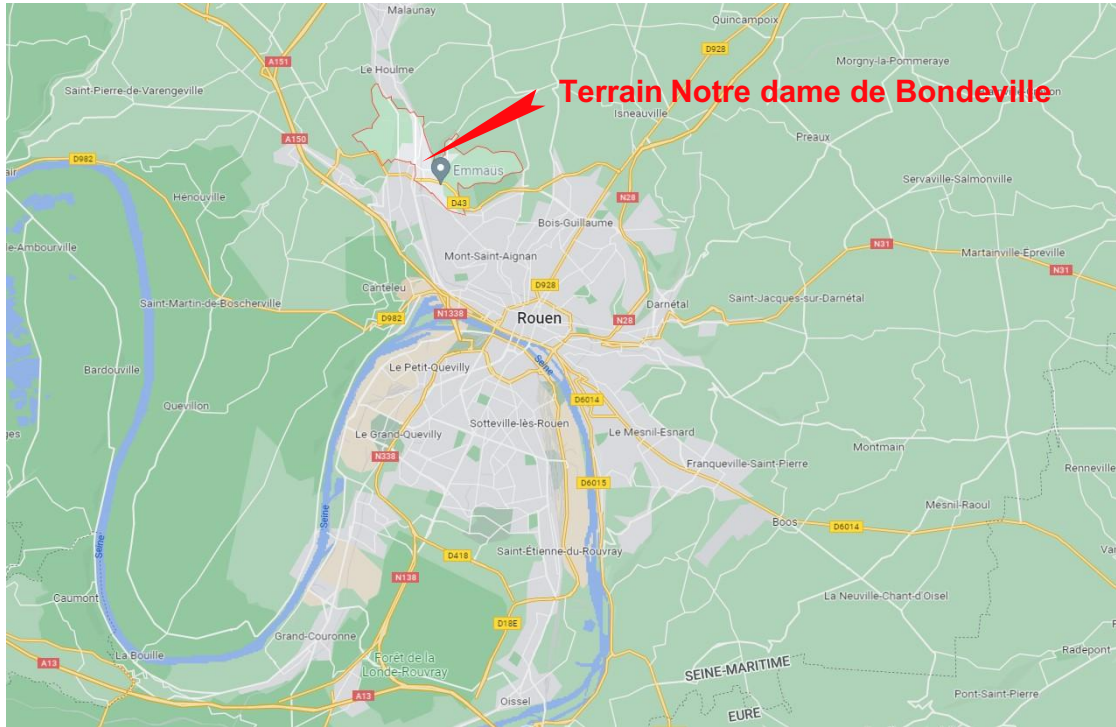 Malaunay
Quincampoix
A151
D928
Le Houlme
Morgny-la-Pommeraye
Saint-Pierre-de-Varengeville
Terrain Notre dame de Bondeville
Isneauville
A150
Preaux
D982
Emmaüs
Servaville-Salmonville
Hénouville
D43
N28
Bois-Guillaume
e-Ambourville
N31
Martainville-Epreville
Mont-Saint-Aignan
N31
Canteleu
D928
Saint-Martin-de-Boscherville
Saint-Jacques-sur-Darnétal
Darnétal
D982
N1338
Rouen
N28
Seine
Bardouville
Le Petit-Quevilly
D6014
Quevillon
Sotteville-lès-Rouen
Le Grand-Quevilly
Le Mesnil-Esnard
ges
Montmain
N338
Franqueville-Saint-Pierre
Renneville
D6015
Mesnil-Raoul
Seine
Boos
D6014
Seine
Saint-Étienne-du-Rouvray
D418
N138
Caumont
La Neuville-Chant-d'Oisel
D18E
Grand-Couronne
La Bouille
Radepont
A13
Forêt de la
Londe-Rouvray
SEINE-MARITIME
A13
Oissel
Pont-Saint-Pierre
EURE